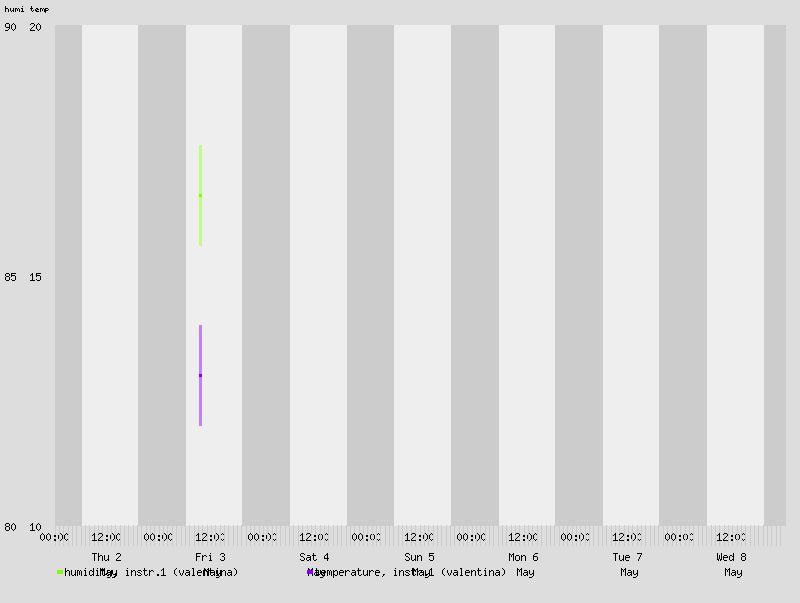 humi temp
90 20
85 15
80 10
00:00 12:00 00:00 12:00 00:00 12:00 00:00 12:00 00:00 12:00 00:00 12:00 00:00 12:00
Thu 2 Fri 3 Sat 4 Sun 5 Mon 6 Tue 7 Wed 8
May May May May May May May
humidity, instr.1 (valentina) temperature, instr.1 (valentina)